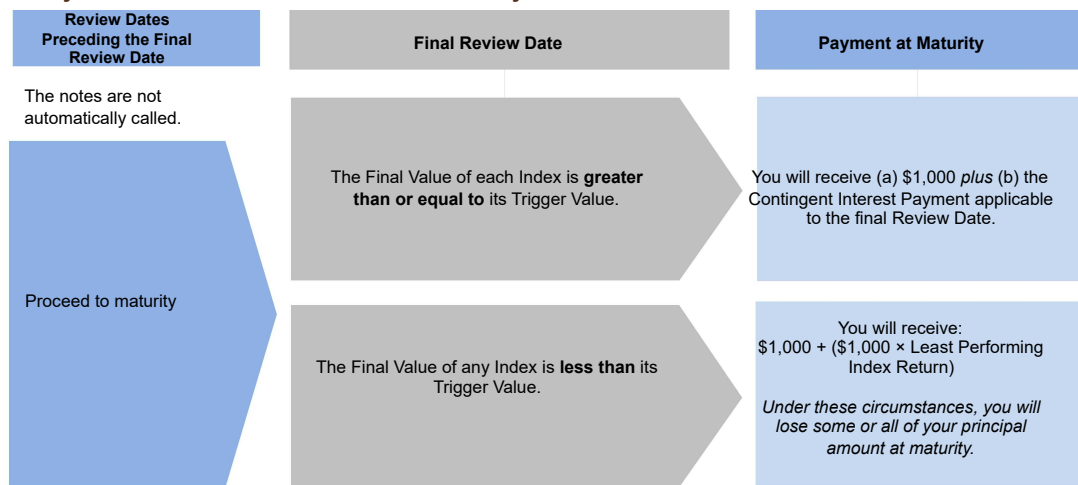 Review Dates
Preceding the Final
Review Date
Final Review Date
Payment at Maturity
The notes are not
automatically called.
Proceed to maturity
The Final Value of each Index is greater
than or equal to its Trigger Value.
You will receive (a) $1,000 plus (b) the
Contingent Interest Payment applicable
to the final Review Date.
The Final Value of any Index is less than its
Trigger Value.
You will receive:
$1,000 + ($1,000 × Least Performing
Index Return)
Under these circumstances, you will
lose some or all of your principal
amount at maturity.